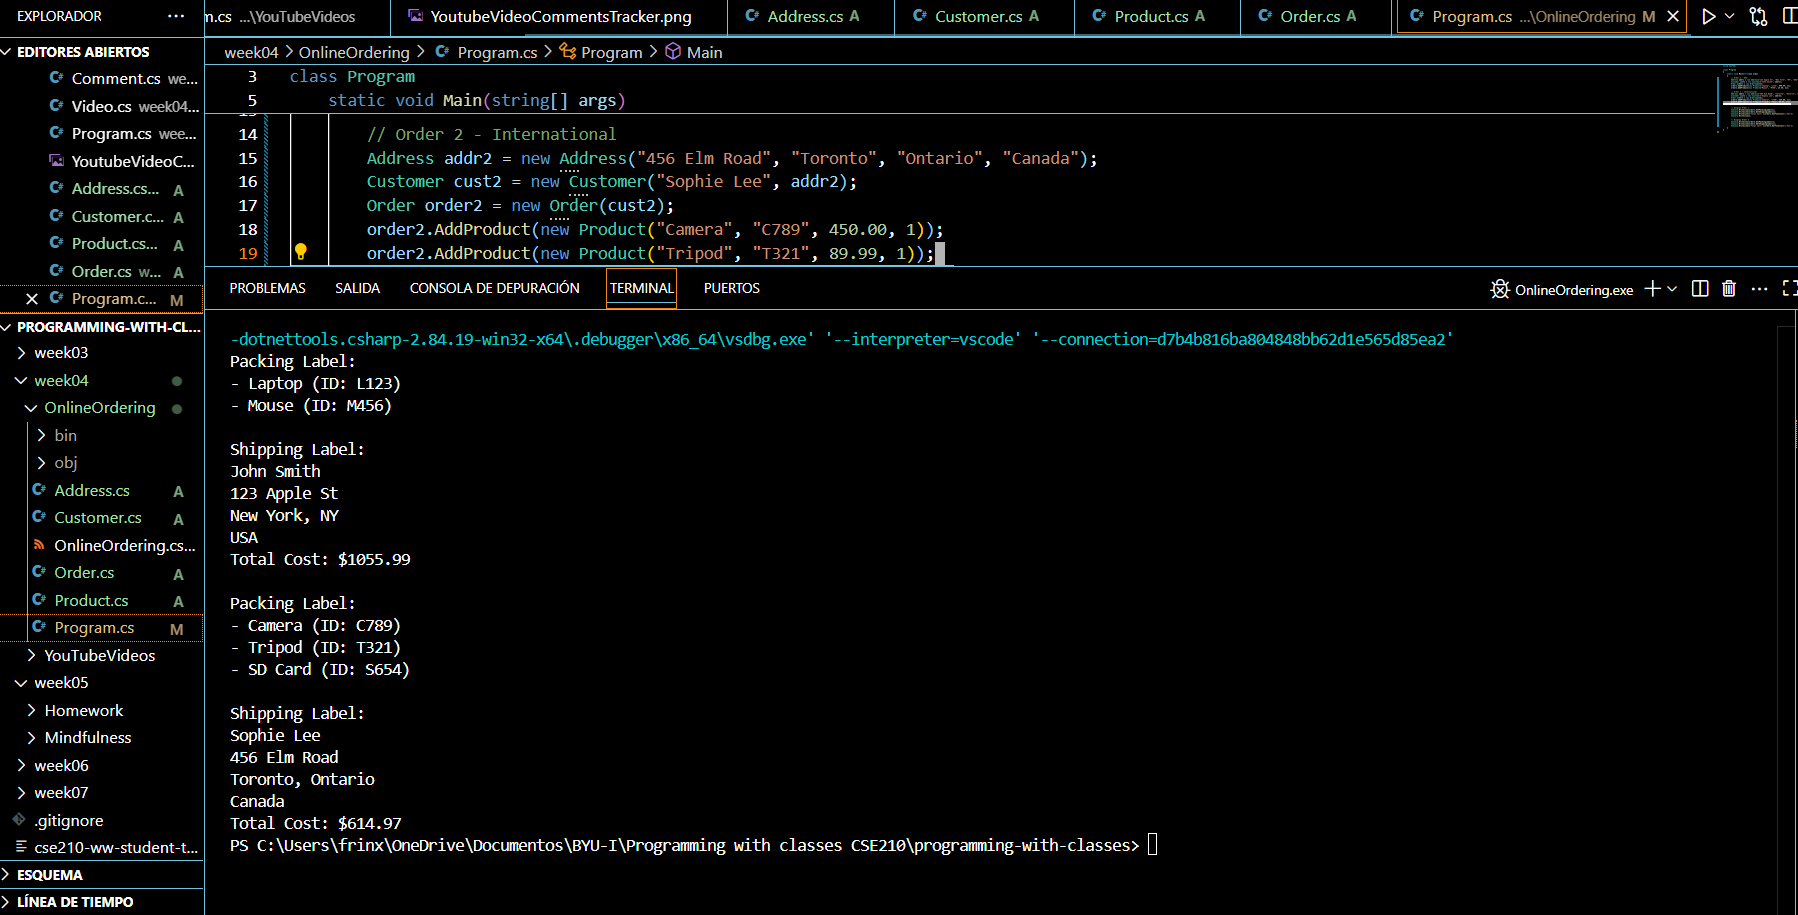 EXPLORADOR ···
EDITORES ABIERTOS
Comment.cs we...
Video.cs week04...
Program.cs wee...
YoutubeVideoC...
Address.cs... A
Customer.c... A
Product.cs... A
Order.cs w... A
Program.c... M
PROGRAMMING-WITH-CL...
week03
week04
OnlineOrdering
bin
obj
Address.cs A
Customer.cs A
OnlineOrdering.cs...
Order.cs A
Product.cs A
Program.cs M
YouTubeVideos
week05
Homework
Mindfulness
week06
week07
.gitignore
cse210-ww-student-t...
ESQUEMA
LÍNEA DE TIEMPO
m.cs ...\YouTubeVideos YoutubeVideoCommentsTracker.png Address.cs A Customer.cs A Product.cs A Order.cs A Program.cs ...\OnlineOrdering M
week04 > OnlineOrdering > Program.cs > Program > Main
3 class Program
5 static void Main(string[] args)
14 // Order 2 - International
15 Address addr2 = new Address("456 Elm Road", "Toronto", "Ontario", "Canada");
16 Customer cust2 = new Customer("Sophie Lee", addr2);
17 Order order2 = new Order(cust2);
18 order2.AddProduct(new Product("Camera", "C789", 450.00, 1));
19 order2.AddProduct(new Product("Tripod", "T321", 89.99, 1));
PROBLEMAS SALIDA CONSOLA DE DEPURACIÓN TERMINAL PUERTOS OnlineOrdering.exe
-dotnettools.csharp-2.84.19-win32-x64\.debugger\x86_64\vsdbg.exe' '--interpreter=vscode' '--connection=d7b4b816ba804848bb62d1e565d85ea2'
Packing Label:
- Laptop (ID: L123)
- Mouse (ID: M456)
Shipping Label:
John Smith
123 Apple St
New York, NY
USA
Total Cost: $1055.99
Packing Label:
- Camera (ID: C789)
- Tripod (ID: T321)
- SD Card (ID: S654)
Shipping Label:
Sophie Lee
456 Elm Road
Toronto, Ontario
Canada
Total Cost: $614.97
PS C:\Users\frinx\OneDrive\Documentos\BYU-I\Programming with classes CSE210\programming-with-classes>